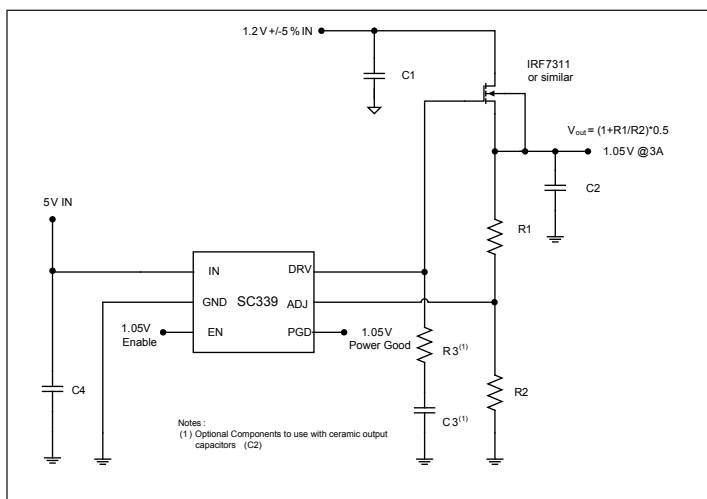 1.2V +/-5% IN
C1
IRF7311
or similar
Vout = (1+R1/R2)*0.5
1.05V @3A
C2
5V IN
R1
IN
DRV
GND
SC339
ADJ
EN
PGD
1.05V
Enable
1.05V
Power Good
R3(1)
C4
R2
C3(1)
Notes:
(1) Optional Components to use with ceramic output
capacitors (C2)